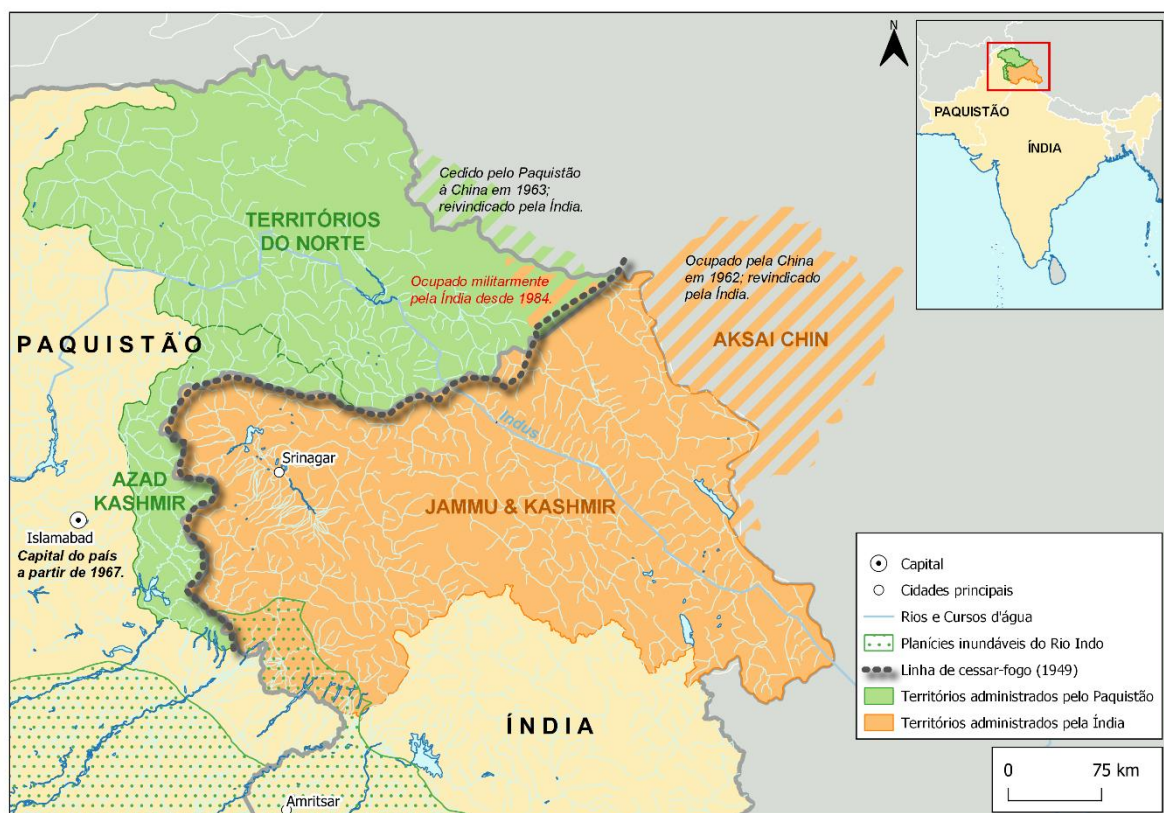 PAQUISTÃO
ÍNDIA
Cedido pelo Paquistão
à China em 1963;
reivindicado pela Índia.
TERRITÓRIOS
DO NORTE
Ocupado militarmente
pela Índia desde 1984.
Ocupado pela China
em 1962; revindicado
pela Índia.
AKSAI CHIN
PAQUISTÃO
Indus
Srinagar
AZAD
KASHMIR
JAMMU & KASHMIR
Islamabad
Capital do país
a partir de 1967.
ÍNDIA
Amritsar
Capital
Cidades principais
Rios e Cursos d'água
Planícies inundáveis do Rio Indo
Linha de cessar-fogo (1949)
Territórios administrados pelo Paquistão
Territórios administrados pela Índia
0 75 km